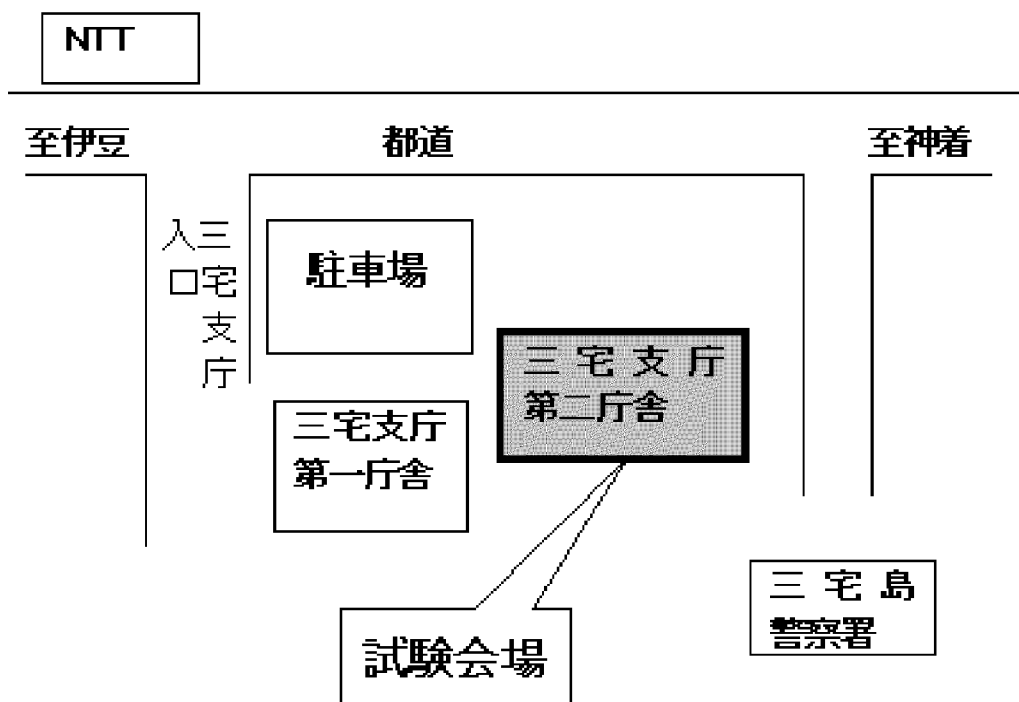 NTT
至伊豆
都道
至神着
三宅支庁
入口
駐車場
三宅支庁
第二庁舎
三宅支庁
第一庁舎
三宅島
警察署
試験会場